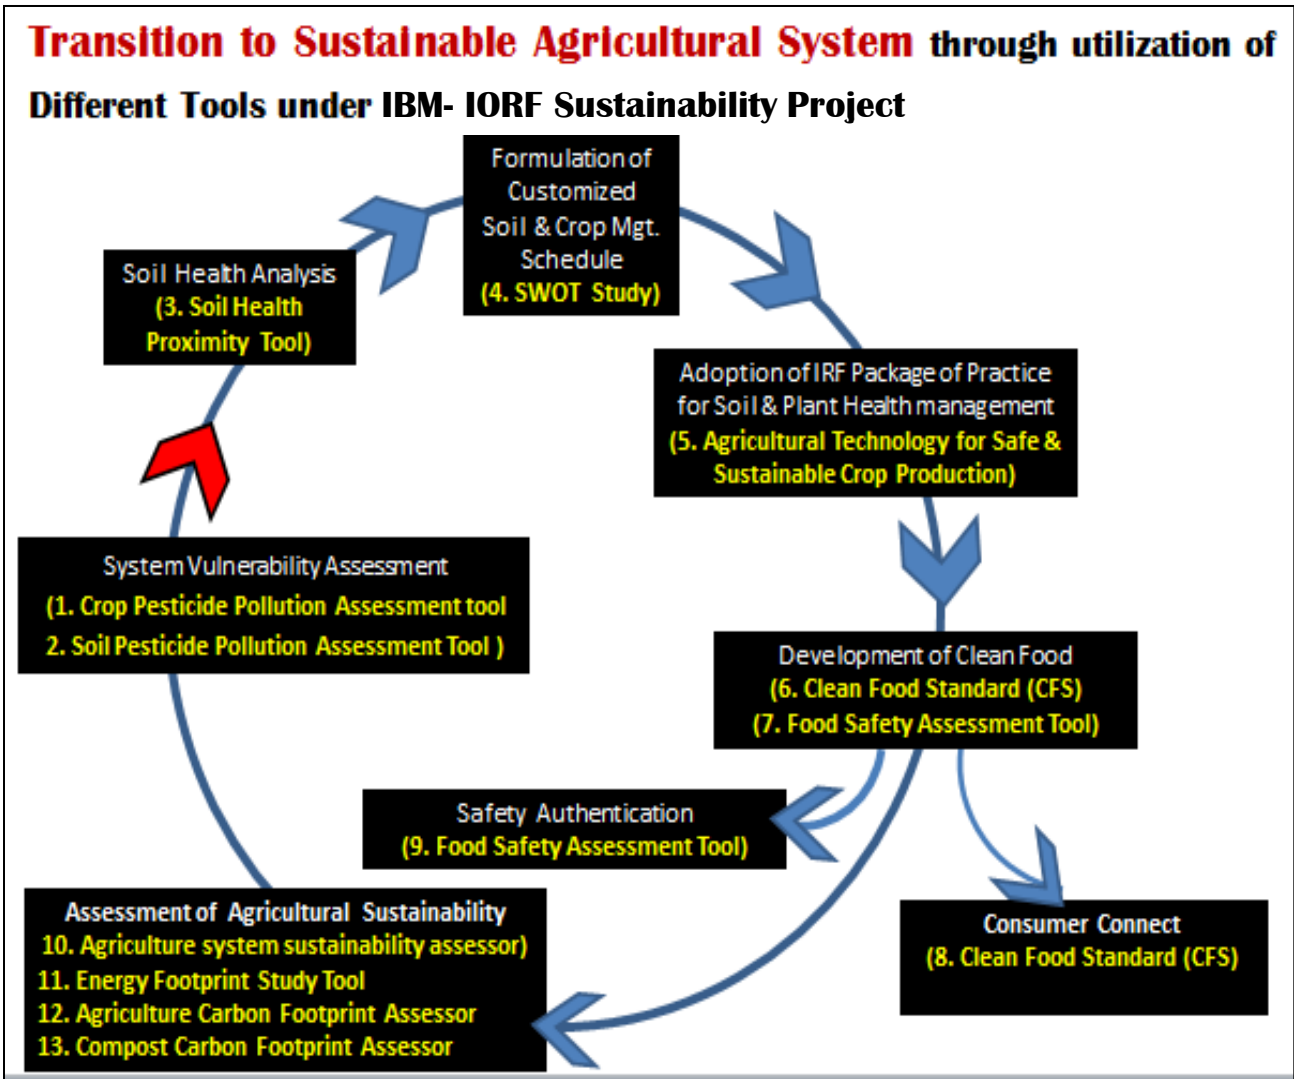 Transition to Sustainable Agricultural System through utilization of
Different Tools under IBM- IORF Sustainability Project
Formulation of
Customized
Soil & Crop Mgt.
Schedule
(4. SWOT Study)
Soil Health Analysis
(3. Soil Health
Proximity Tool)
Adoption of IRF Package of Practice
for Soil & Plant Health management
(5. Agricultural Technology for Safe &
Sustainable Crop Production)
System Vulnerability Assessment
(1. Crop Pesticide Pollution Assessment tool
2. Soil Pesticide Pollution Assessment Tool )
Development of Clean Food
(6. Clean Food Standard (CFS)
(7. Food Safety Assessment Tool)
Safety Authentication
(9. Food Safety Assessment Tool)
Assessment of Agricultural Sustainability
10. Agriculture system sustainability assessor)
11. Energy Footprint Study Tool
12. Agriculture Carbon Footprint Assessor
13. Compost Carbon Footprint Assessor
Consumer Connect
(8. Clean Food Standard (CFS)